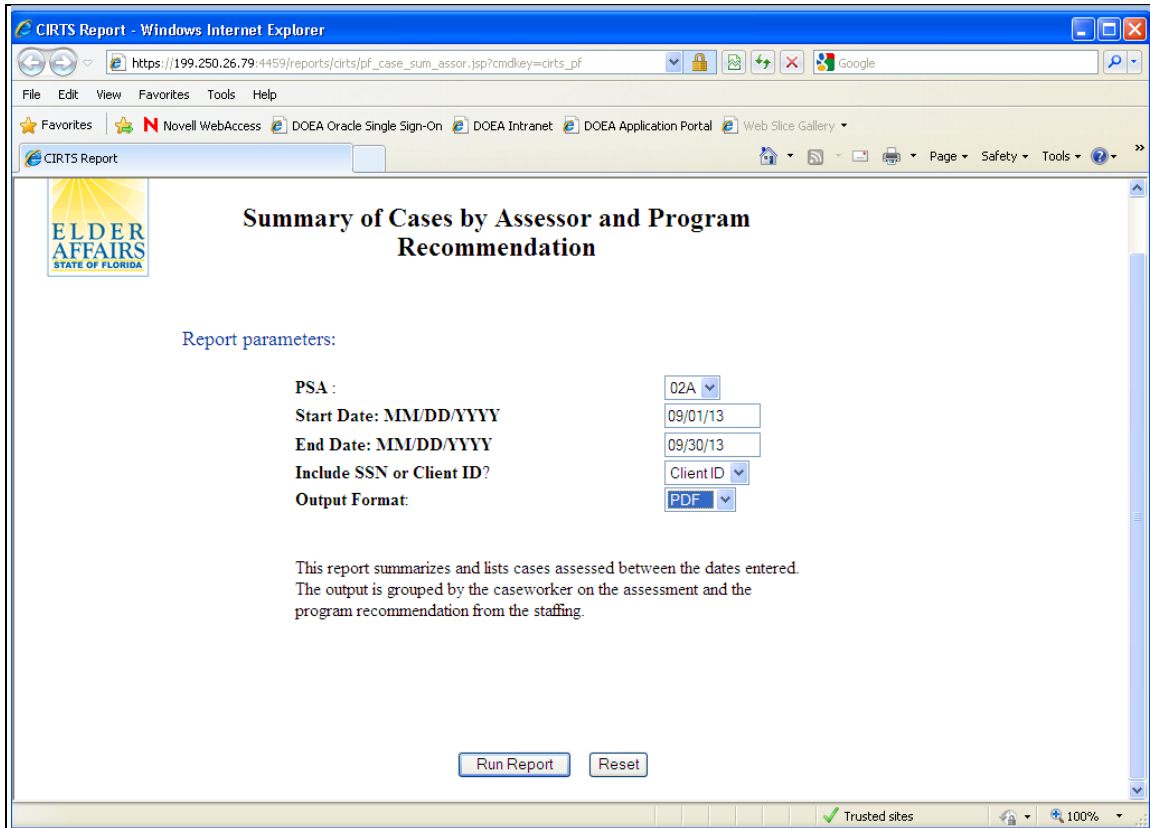 CIRTS Report - Windows Internet Explorer
https://199.250.26.79:4459/reports/cirts/pf_case_sum_assor.jsp?cmdkey=cirts_pf
Google
File Edit View Favorites Tools Help
Favorites Novell WebAccess DOEA Oracle Single Sign-On DOEA Intranet DOEA Application Portal Web Slice Gallery
CIRTS Report
Page Safety Tools
ELDER
AFFAIRS
STATE OF FLORIDA
Summary of Cases by Assessor and Program
Recommendation
Report parameters:
PSA : 02A
Start Date: MM/DD/YYYY 09/01/13
End Date: MM/DD/YYYY 09/30/13
Include SSN or Client ID? Client ID
Output Format: PDF
This report summarizes and lists cases assessed between the dates entered.
The output is grouped by the caseworker on the assessment and the
program recommendation from the staffing.
Run Report Reset
Trusted sites 100%